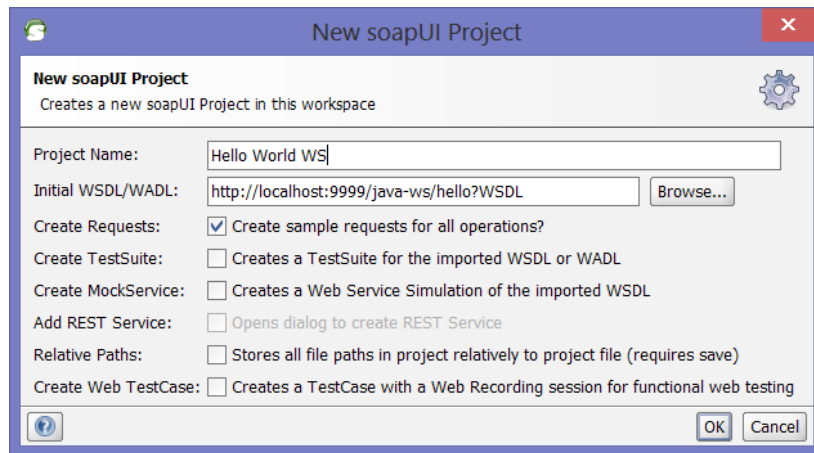 New soapUI Project
New soapUI Project
Creates a new soapUI Project in this workspace
Project Name: Hello World WS
Initial WSDL/WADL: http://localhost:9999/java-ws/hello?WSDL Browse...
Create Requests: Create sample requests for all operations?
Create TestSuite: Creates a TestSuite for the imported WSDL or WADL
Create MockService: Creates a Web Service Simulation of the imported WSDL
Add REST Service: Opens dialog to create REST Service
Relative Paths: Stores all file paths in project relatively to project file (requires save)
Create Web TestCase: Creates a TestCase with a Web Recording session for functional web testing
OK Cancel